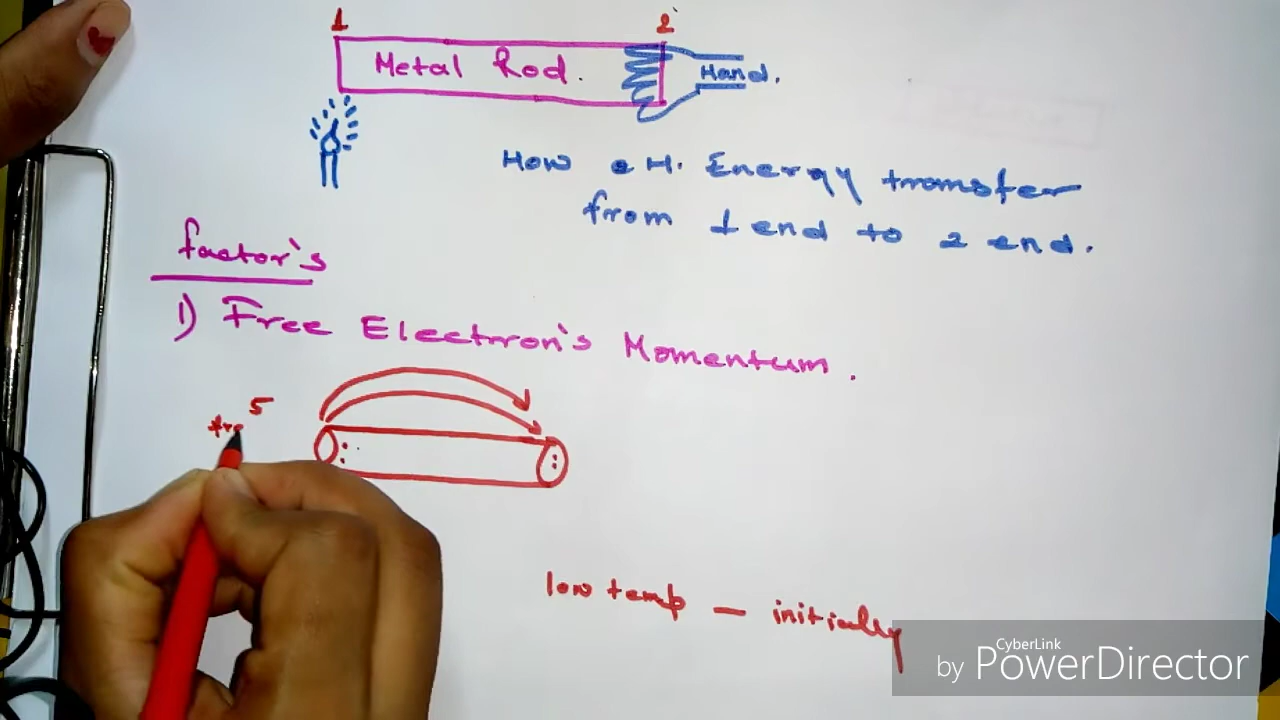 1 2
Metal Rod.
Hand.
How H. Energy transfer
from 1 end to 2 end.
factor's
1) Free Electron's Momentum.
5
fre
low temp — initially
CyberLink
by PowerDirector